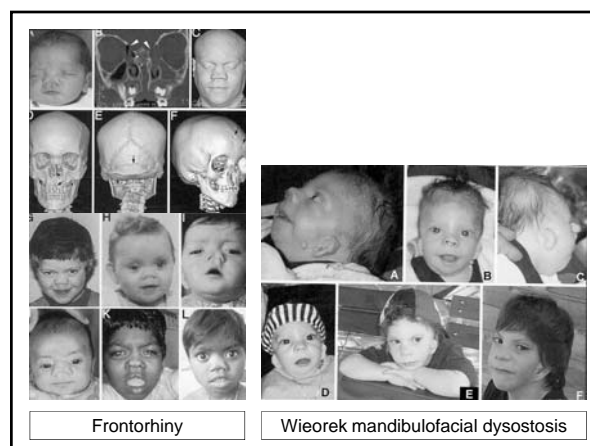 B
C
D
E
F
G
H
I
K
L
A
B
C
D
E
F
Frontorhiny
Wieorek mandibulofacial dysostosis